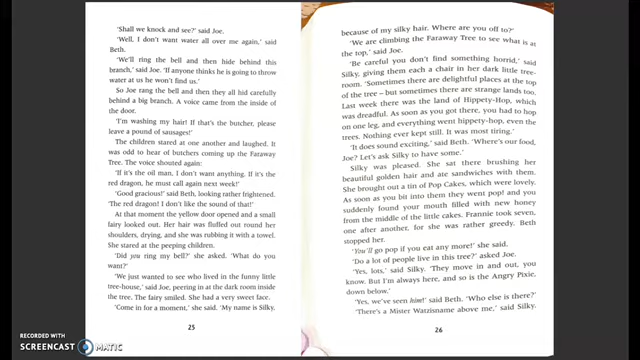 'Shall we knock and see?' said Joe.
'Well, I don't want water all over me again,' said
Beth.
'We'll ring the bell and then hide behind this
branch,' said Joe. 'If anyone thinks he is going to throw
water at us he won't find us.'
So Joe rang the bell and then they all hid carefully
behind a big branch. A voice came from the inside of
the door.
'I'm washing my hair! If that's the butcher, please
leave a pound of sausages!'
The children stared at one another and laughed. It
was odd to hear of butchers coming up the Faraway
Tree. The voice shouted again:
'If it's the oil man, I don't want anything. If it's the
red dragon, he must call again next week!'
'Good gracious!' said Beth, looking rather frightened.
'The red dragon! I don't like the sound of that!'
At that moment the yellow door opened and a small
fairy looked out. Her hair was fluffed out round her
shoulders, drying, and she was rubbing it with a towel.
She stared at the peeping children.
'Did you ring my bell?' she asked. 'What do you
want?'
'We just wanted to see who lived in the funny little
tree-house,' said Joe, peering in at the dark room inside
the tree. The fairy smiled. She had a very sweet face.
'Come in for a moment,' she said. 'My name is Silky,
25
because of my silky hair. Where are you off to?'
'We are climbing the Faraway Tree to see what is at
the top,' said Joe.
'Be careful you don't find something horrid,' said
Silky, giving them each a chair in her dark little tree-
room. 'Sometimes there are delightful places at the top
of the tree – but sometimes there are strange lands too.
Last week there was the land of Hippety-Hop, which
was dreadful. As soon as you got there, you had to hop
on one leg, and everything went hippety-hop, even the
trees. Nothing ever kept still. It was most tiring.'
'It does sound exciting,' said Beth. 'Where's our food,
Joe? Let's ask Silky to have some.'
Silky was pleased. She sat there brushing her
beautiful golden hair and ate sandwiches with them.
She brought out a tin of Pop Cakes, which were lovely.
As soon as you bit into them they went pop! and you
suddenly found your mouth filled with new honey
from the middle of the little cakes. Frannie took seven,
one after another, for she was rather greedy. Beth
stopped her.
'You'll go pop if you eat any more!' she said.
'Do a lot of people live in this tree?' asked Joe.
'Yes, lots,' said Silky. 'They move in and out, you
know. But I'm always here, and so is the Angry Pixie,
down below.'
'Yes, we've seen him!' said Beth. 'Who else is there?'
'There's a Mister Watzisname above me,' said Silky.
26
RECORDED WITH
SCREENCAST MATIC